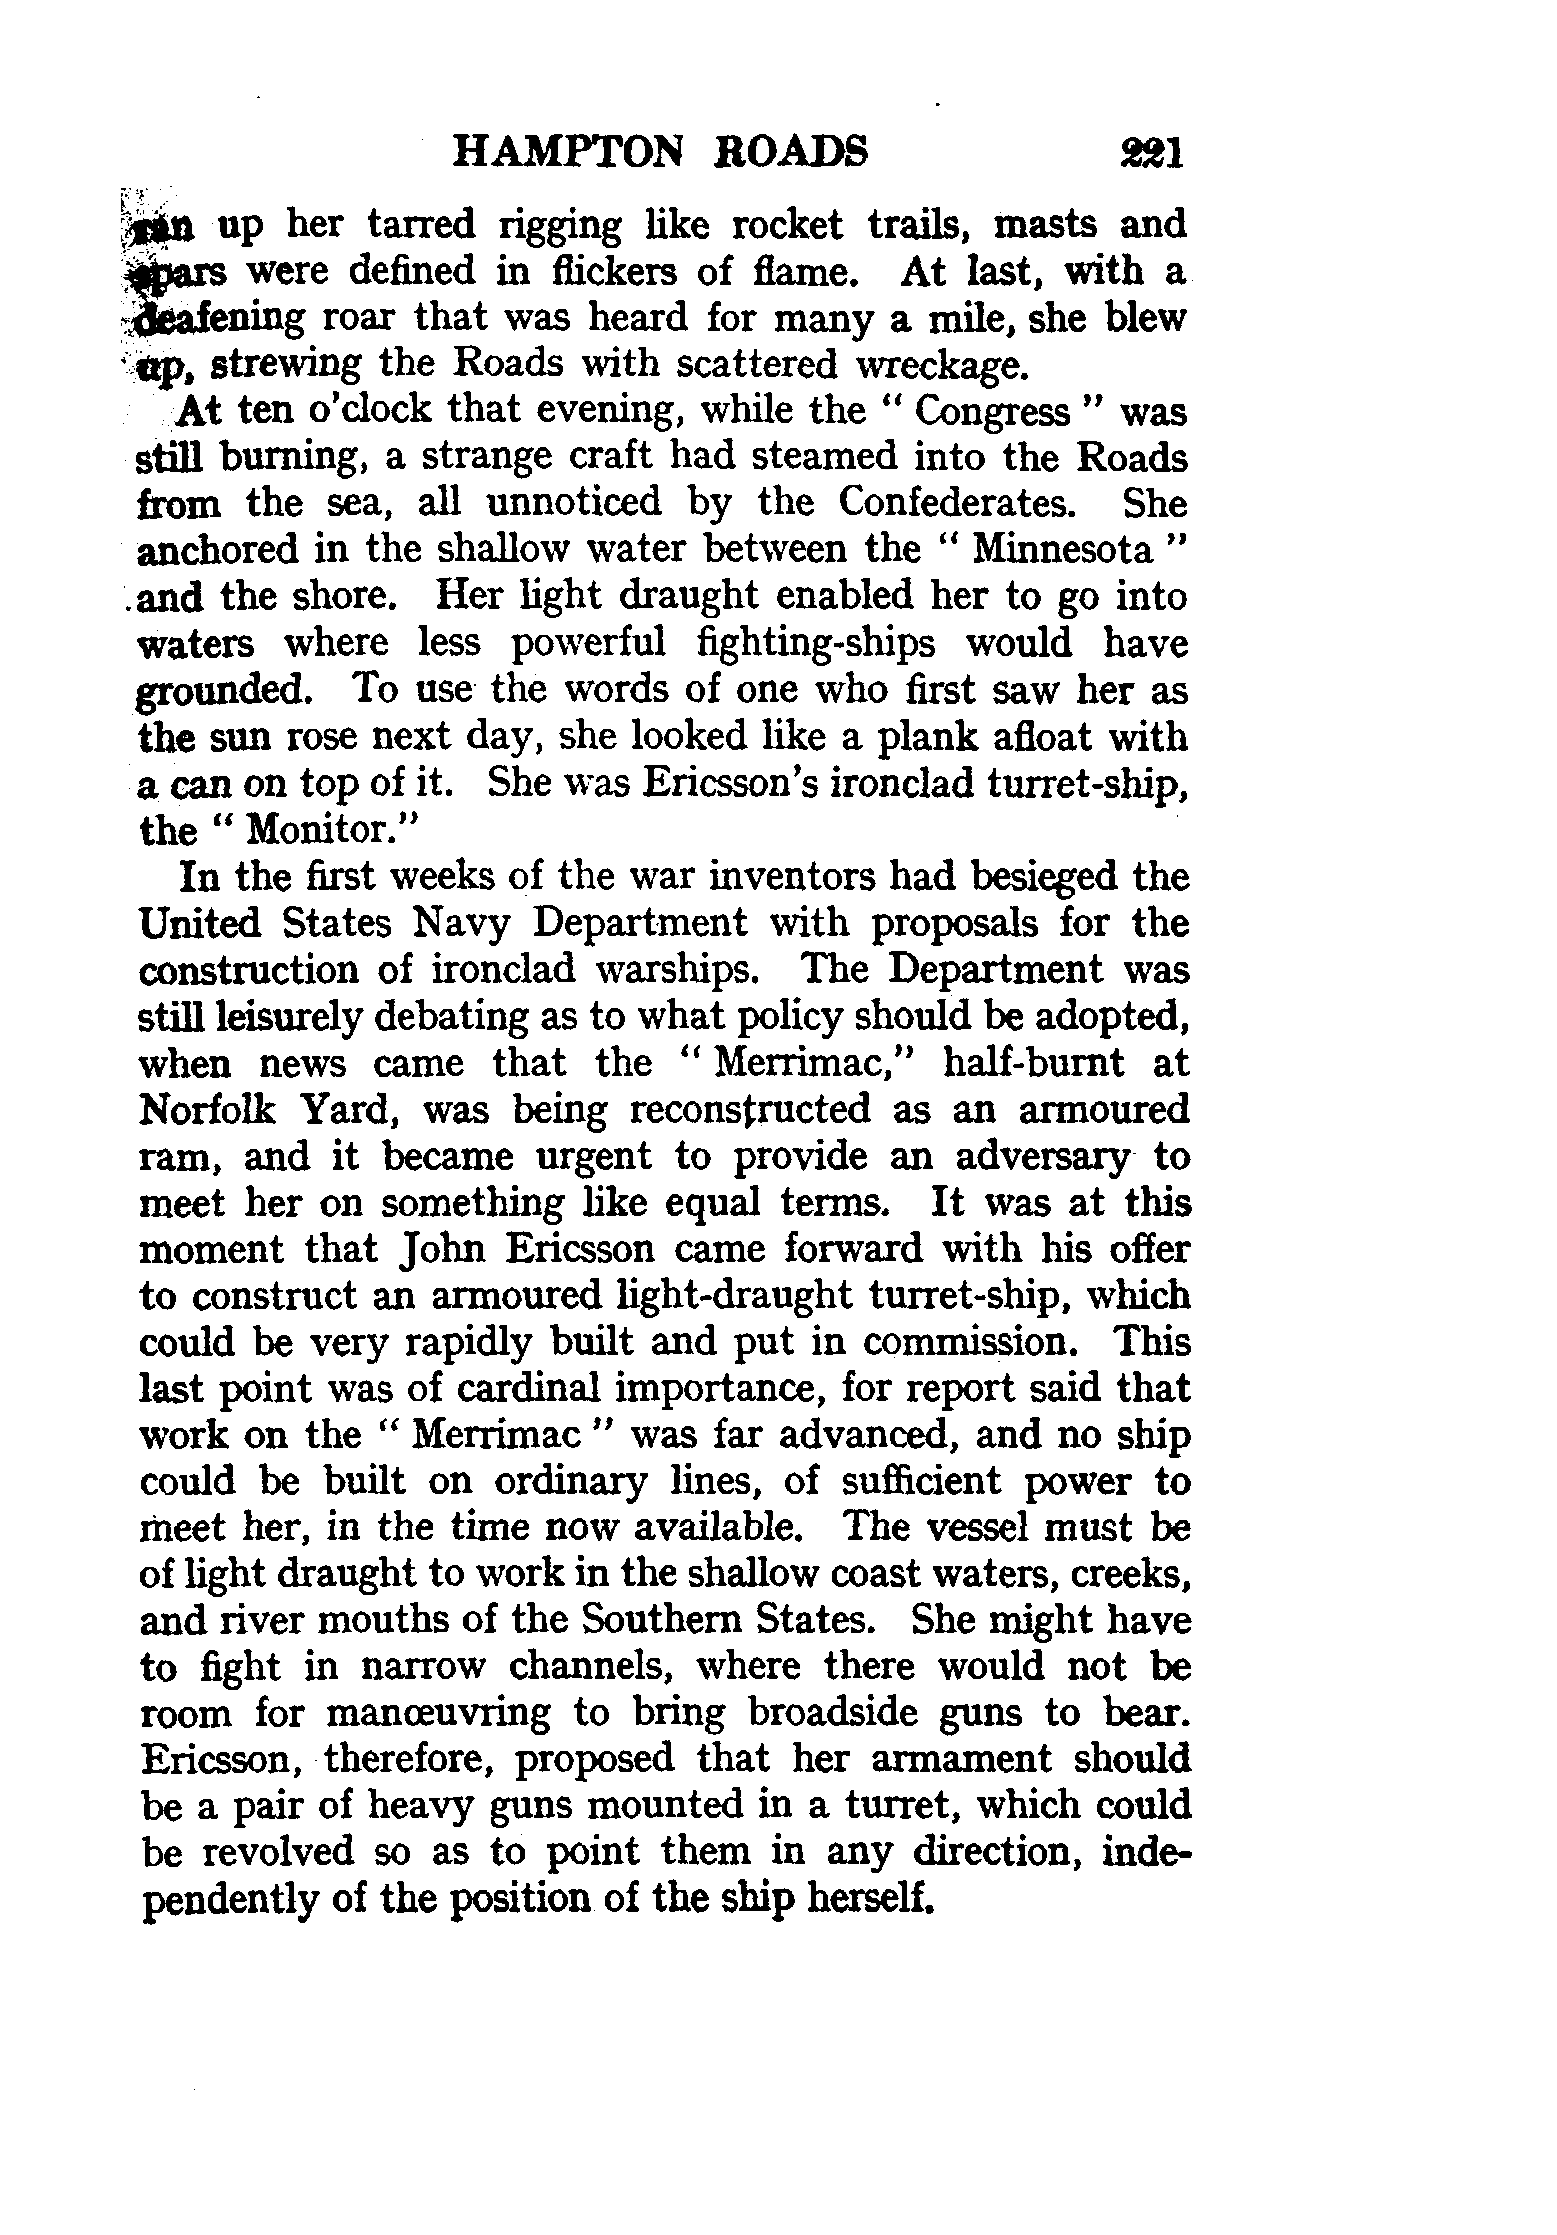 HAMPTON ROADS 221
ran up her tarred rigging like rocket trails, masts and
spars were defined in flickers of flame. At last, with a
deafening roar that was heard for many a mile, she blew
up, strewing the Roads with scattered wreckage.
At ten o'clock that evening, while the " Congress " was
still burning, a strange craft had steamed into the Roads
from the sea, all unnoticed by the Confederates. She
anchored in the shallow water between the " Minnesota "
and the shore. Her light draught enabled her to go into
waters where less powerful fighting-ships would have
grounded. To use the words of one who first saw her as
the sun rose next day, she looked like a plank afloat with
a can on top of it. She was Ericsson's ironclad turret-ship,
the " Monitor."
In the first weeks of the war inventors had besieged the
United States Navy Department with proposals for the
construction of ironclad warships. The Department was
still leisurely debating as to what policy should be adopted,
when news came that the " Merrimac," half-burnt at
Norfolk Yard, was being reconstructed as an armoured
ram, and it became urgent to provide an adversary to
meet her on something like equal terms. It was at this
moment that John Ericsson came forward with his offer
to construct an armoured light-draught turret-ship, which
could be very rapidly built and put in commission. This
last point was of cardinal importance, for report said that
work on the " Merrimac " was far advanced, and no ship
could be built on ordinary lines, of sufficient power to
meet her, in the time now available. The vessel must be
of light draught to work in the shallow coast waters, creeks,
and river mouths of the Southern States. She might have
to fight in narrow channels, where there would not be
room for manœuvring to bring broadside guns to bear.
Ericsson, therefore, proposed that her armament should
be a pair of heavy guns mounted in a turret, which could
be revolved so as to point them in any direction, inde-
pendently of the position of the ship herself.